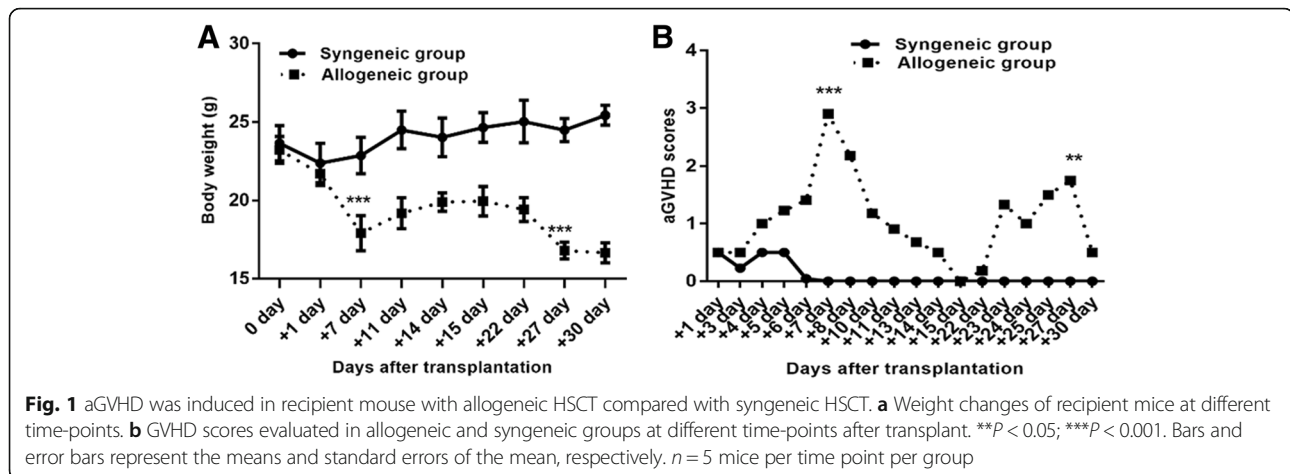 A
30
25
20
15
Body weight (g)
Syngeneic group
Allogeneic group
***
***
0 day
+1 day
+7 day
+11 day
+14 day
+15 day
+22 day
+27 day
+30 day
Days after transplantation
B
4
3
2
1
0
aGVHD scores
Syngeneic group
Allogeneic group
***
**
+1 day
+3 day
+4 day
+5 day
+6 day
+7 day
+8 day
+10 day
+11 day
+13 day
+14 day
+15 day
+22 day
+23 day
+24 day
+25 day
+27 day
+30 day
Days after transplantation
Fig. 1 aGVHD was induced in recipient mouse with allogeneic HSCT compared with syngeneic HSCT. a Weight changes of recipient mice at different
time-points. b GVHD scores evaluated in allogeneic and syngeneic groups at different time-points after transplant. **P < 0.05; ***P < 0.001. Bars and
error bars represent the means and standard errors of the mean, respectively. n = 5 mice per time point per group